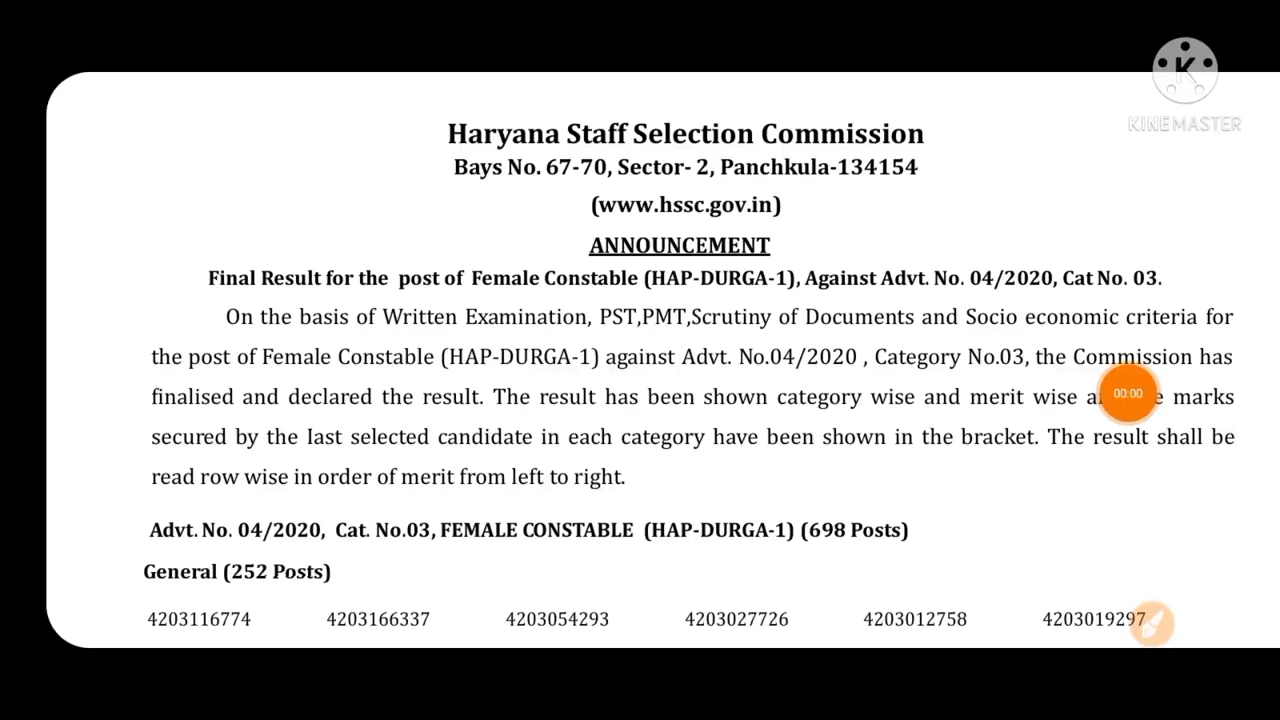 KINEMASTER
Haryana Staff Selection Commission
Bays No. 67-70, Sector- 2, Panchkula-134154
(www.hssc.gov.in)
ANNOUNCEMENT
Final Result for the post of Female Constable (HAP-DURGA-1), Against Advt. No. 04/2020, Cat No. 03.
On the basis of Written Examination, PST,PMT,Scrutiny of Documents and Socio economic criteria for
the post of Female Constable (HAP-DURGA-1) against Advt. No.04/2020 , Category No.03, the Commission has
finalised and declared the result. The result has been shown category wise and merit wise marks
00:00
secured by the last selected candidate in each category have been shown in the bracket. The result shall be
read row wise in order of merit from left to right.
Advt. No. 04/2020, Cat. No.03, FEMALE CONSTABLE (HAP-DURGA-1) (698 Posts)
General (252 Posts)
4203116774 4203166337 4203054293 4203027726 4203012758 4203019297